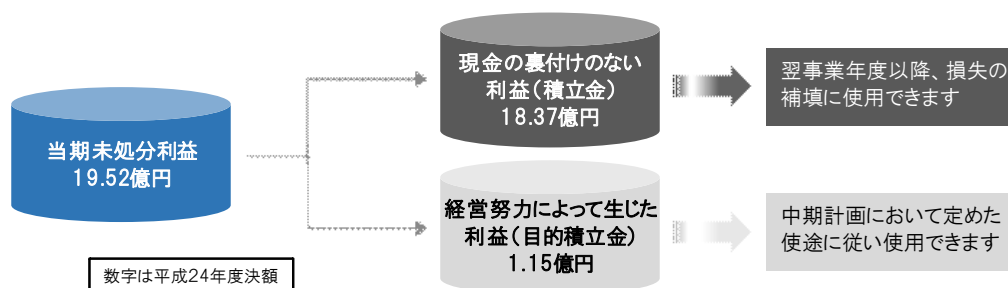 当期未処分利益
19.52億円
現金の裏付けのない
利益(積立金)
18.37億円
翌事業年度以降、損失の
補填に使用できます
経営努力によって生じた
利益(目的積立金)
1.15億円
中期計画において定めた
使途に従い使用できます
数字は平成24年度決額